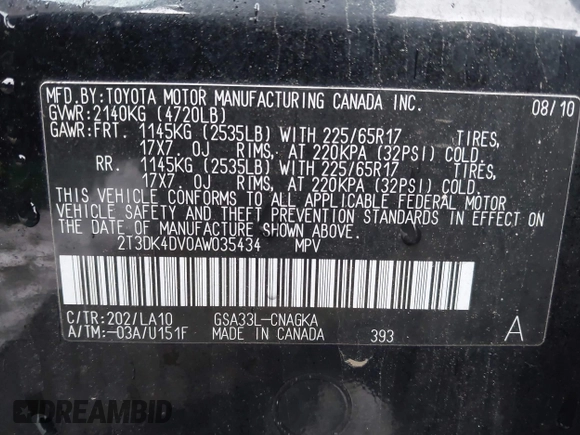 MFD.BY:TOYOTA MOTOR MANUFACTURING CANADA INC.
GVWR:2140KG (4720LB) 08/10
GAWR:FRT. 1145KG (2535LB) WITH 225/65R17 TIRES,
17X7. OJ RIMS, AT 220KPA (32PSI) COLD.
RR. 1145KG (2535LB) WITH 225/65R17 TIRES,
17X7. OJ RIMS, AT 220KPA (32PSI) COLD.
THIS VEHICLE CONFORMS TO ALL APPLICABLE FEDERAL MOTOR
VEHICLE SAFETY AND THEFT PREVENTION STANDARDS IN EFFECT ON
THE DATE OF MANUFACTURE SHOWN ABOVE.
2T3DK4DV0AW035434 MPV
C/TR:202/LA10 GSA33L-CNAGKA
A/TM:-03A/U151F MADE IN CANADA 393 A
DREAMBID